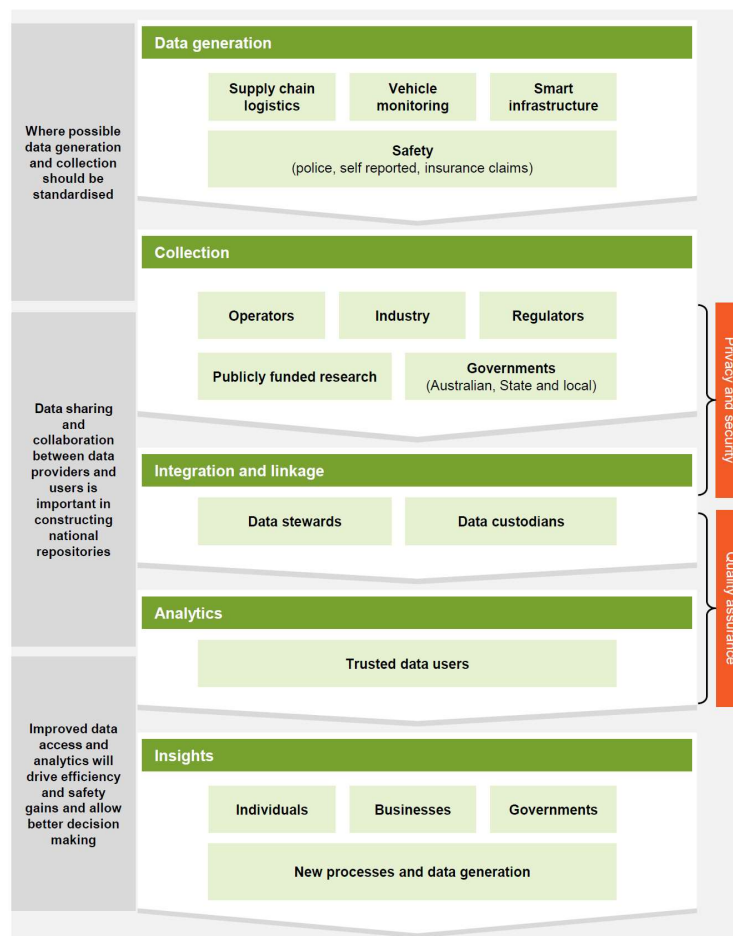 Data generation
Supply chain
logistics
Vehicle
monitoring
Smart
infrastructure
Safety
(police, self reported, insurance claims)
Where possible
data generation
and collection
should be
standardised
Collection
Operators
Industry
Regulators
Publicly funded research
Governments
(Australian, State and local)
Privacy and security
Data sharing
and
collaboration
between data
providers and
users is
important in
constructing
national
repositories
Integration and linkage
Data stewards
Data custodians
Quality assurance
Analytics
Trusted data users
Improved data
access and
analytics will
drive efficiency
and safety
gains and allow
better decision
making
Insights
Individuals
Businesses
Governments
New processes and data generation